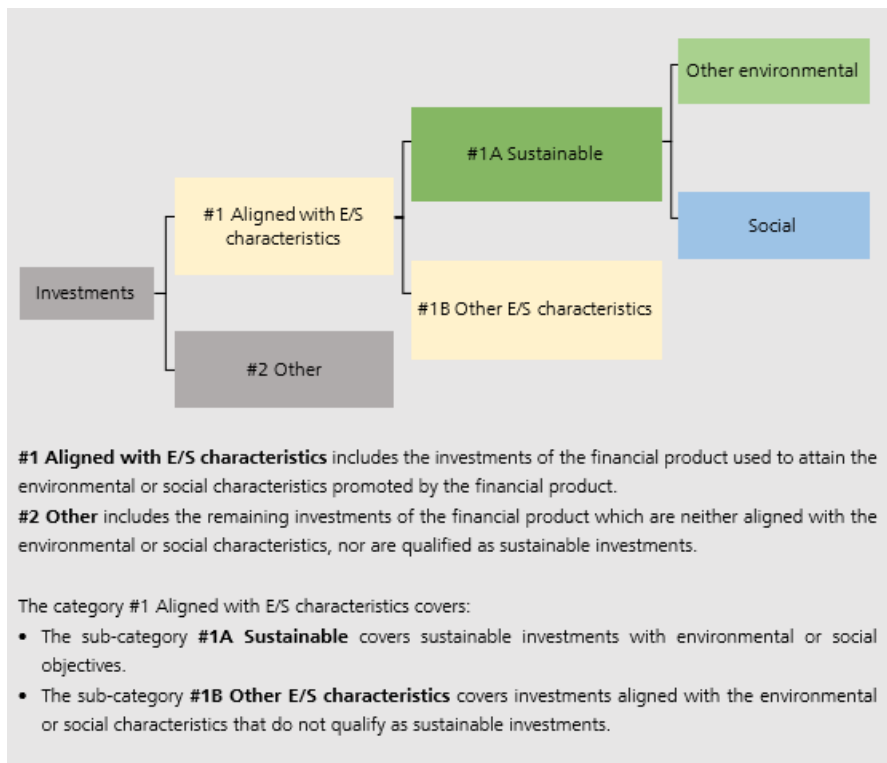 Other environmental
#1A Sustainable
#1 Aligned with E/S
characteristics
Social
Investments
#1B Other E/S characteristics
#2 Other
#1 Aligned with E/S characteristics includes the investments of the financial product used to attain the
environmental or social characteristics promoted by the financial product.
#2 Other includes the remaining investments of the financial product which are neither aligned with the
environmental or social characteristics, nor are qualified as sustainable investments.
The category #1 Aligned with E/S characteristics covers:
• The sub-category #1A Sustainable covers sustainable investments with environmental or social
objectives.
• The sub-category #1B Other E/S characteristics covers investments aligned with the environmental
or social characteristics that do not qualify as sustainable investments.